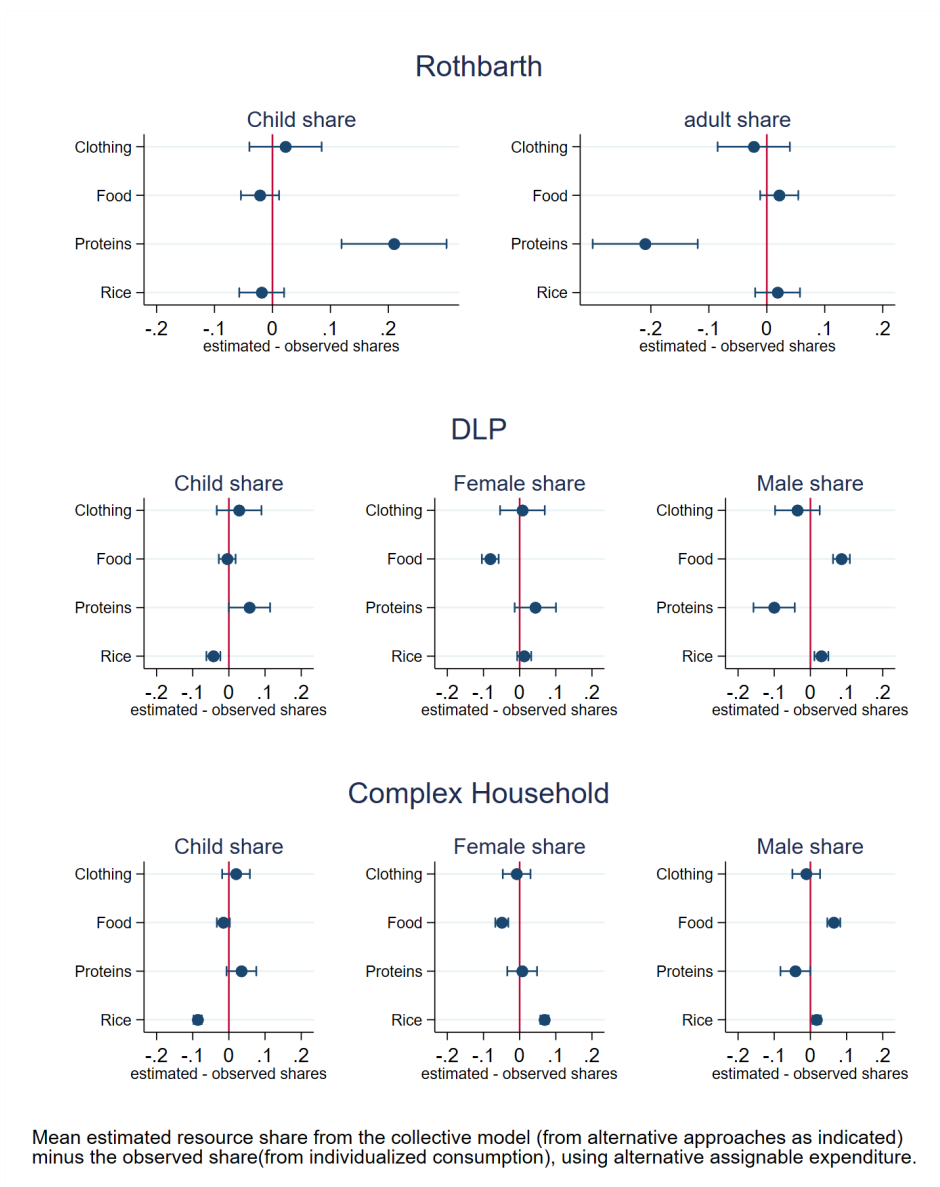 Rothbarth
Child share
Clothing
Food
Proteins
Rice
-.2 -.1 0 .1 .2
estimated - observed shares
adult share
Clothing
Food
Proteins
Rice
-.2 -.1 0 .1 .2
estimated - observed shares
DLP
Child share
Clothing
Food
Proteins
Rice
-.2 -.1 0 .1 .2
estimated - observed shares
Female share
Clothing
Food
Proteins
Rice
-.2 -.1 0 .1 .2
estimated - observed shares
Male share
Clothing
Food
Proteins
Rice
-.2 -.1 0 .1 .2
estimated - observed shares
Complex Household
Child share
Clothing
Food
Proteins
Rice
-.2 -.1 0 .1 .2
estimated - observed shares
Female share
Clothing
Food
Proteins
Rice
-.2 -.1 0 .1 .2
estimated - observed shares
Male share
Clothing
Food
Proteins
Rice
-.2 -.1 0 .1 .2
estimated - observed shares
Mean estimated resource share from the collective model (from alternative approaches as indicated)
minus the observed share(from individualized consumption), using alternative assignable expenditure.